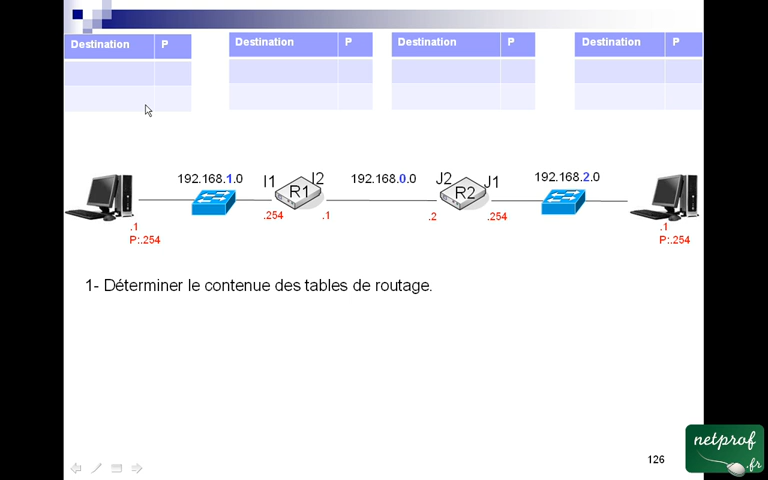 Destination P
Destination P
Destination P
Destination P
192.168.1.0
I1
R1
I2
192.168.0.0
J2
R2
J1
192.168.2.0
.1
P:.254
.254
.1
.2
.254
.1
P:.254
1- Déterminer le contenue des tables de routage.
126
netprof
.fr